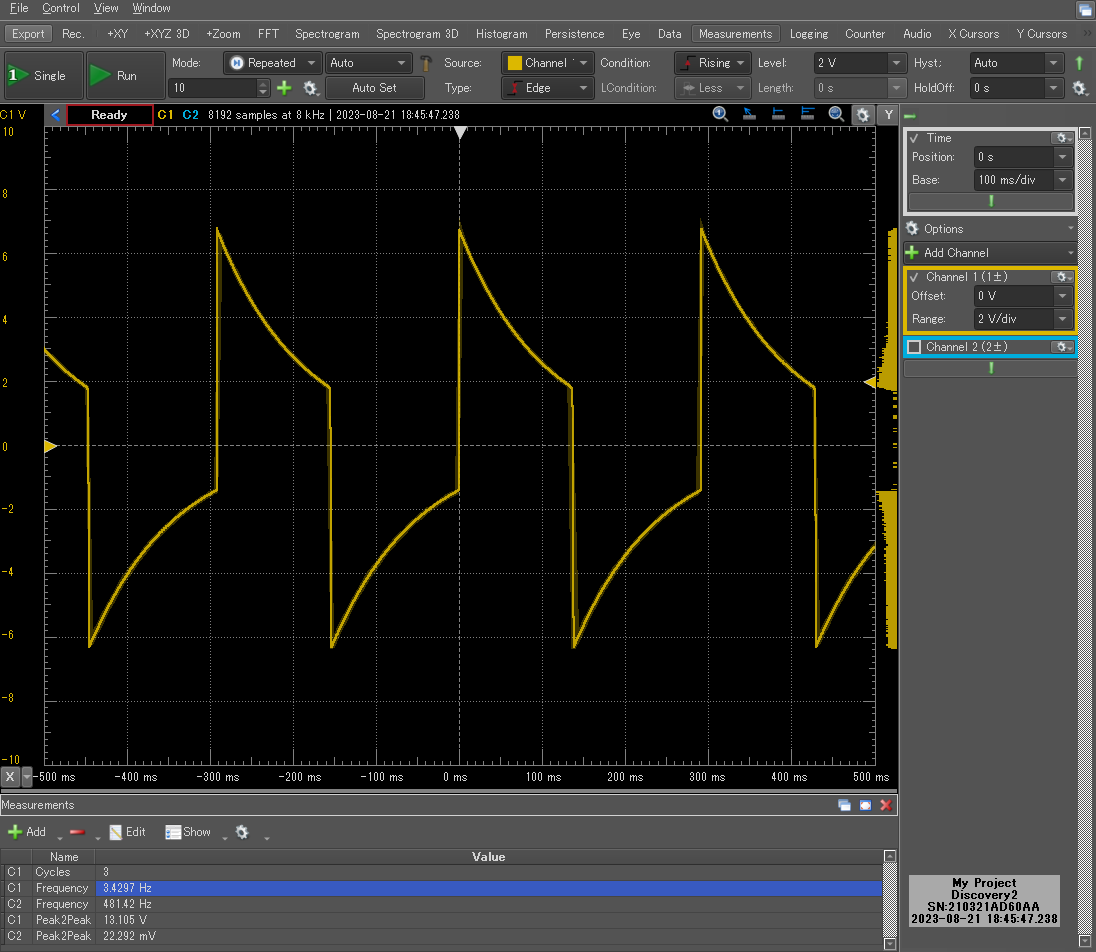 File Control View Window
Export Rec. +XY +XYZ 3D +Zoom FFT Spectrogram Spectrogram 3D Histogram Persistence Eye Data Measurements Logging Counter Audio X Cursors Y Cursors
1 Single Run Mode: Repeated Auto Source: Channel Condition: Rising Level: 2 V Hyst.: Auto
10 Auto Set Type: Edge LCondition: Less Length: 0 s HoldOff: 0 s
C1 V Ready C1 C2 8192 samples at 8 kHz | 2023-08-21 18:45:47.238 Y
10
8
6
4
2
0
-2
-4
-6
-8
-10
X -500 ms -400 ms -300 ms -200 ms -100 ms 0 ms 100 ms 200 ms 300 ms 400 ms 500 ms
Time
Position: 0 s
Base: 100 ms/div
Options
Add Channel
Channel 1 (1±)
Offset: 0 V
Range: 2 V/div
Channel 2 (2±)
Measurements
Add Edit Show
Name Value
C1 Cycles 3
C1 Frequency 3.4297 Hz
C2 Frequency 481.42 Hz
C1 Peak2Peak 13.105 V
C2 Peak2Peak 22.292 mV
My Project
Discovery2
SN:210321AD60AA
2023-08-21 18:45:47.238